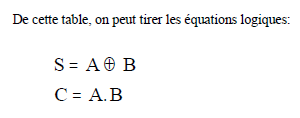 De cette table, on peut tirer les équations logiques:
S = A ⊕ B
C = A.B